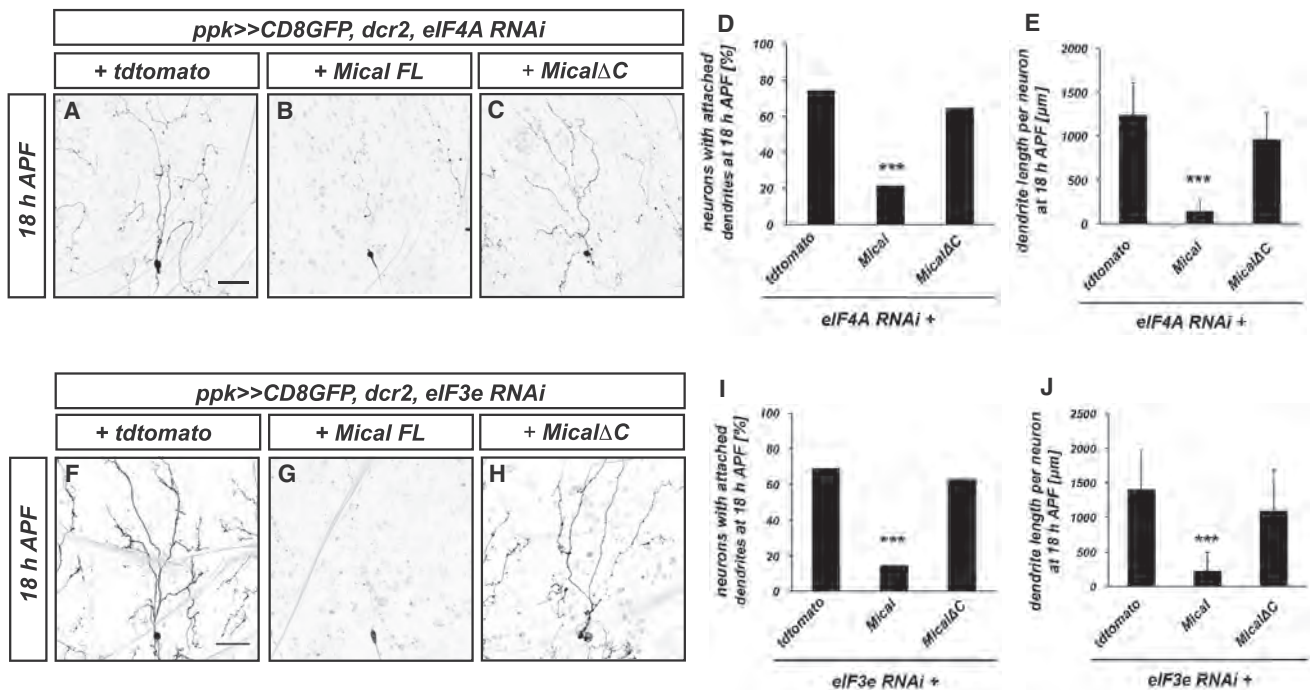 ppk>>CD8GFP, dcr2, eIF4A RNAi
+ tdtomato
+ Mical FL
+ MicalΔC
18 h APF
A
B
C
D
neurons with attached
dendrites at 18 h APF [%]
100
80
60
40
20
0
***
tdtomato
Mical
MicalΔC
eIF4A RNAi +
E
dendrite length per neuron
at 18 h APF [µm]
2000
1500
1000
500
0
***
tdtomato
Mical
MicalΔC
eIF4A RNAi +
ppk>>CD8GFP, dcr2, eIF3e RNAi
+ tdtomato
+ Mical FL
+ MicalΔC
18 h APF
F
G
H
I
neurons with attached
dendrites at 18 h APF [%]
100
80
60
40
20
0
***
tdtomato
Mical
MicalΔC
eIF3e RNAi +
J
dendrite length per neuron
at 18 h APF [µm]
2500
2000
1500
1000
500
0
***
tdtomato
Mical
MicalΔC
eIF3e RNAi +